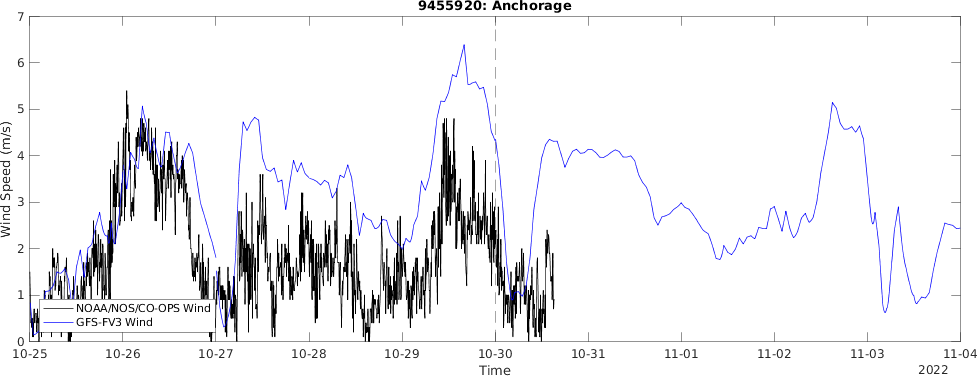 9455920: Anchorage
7
6
5
4
3
2
1
0
Wind Speed (m/s)
NOAA/NOS/CO-OPS Wind
GFS-FV3 Wind
10-25 10-26 10-27 10-28 10-29 10-30 10-31 11-01 11-02 11-03 11-04
Time
2022